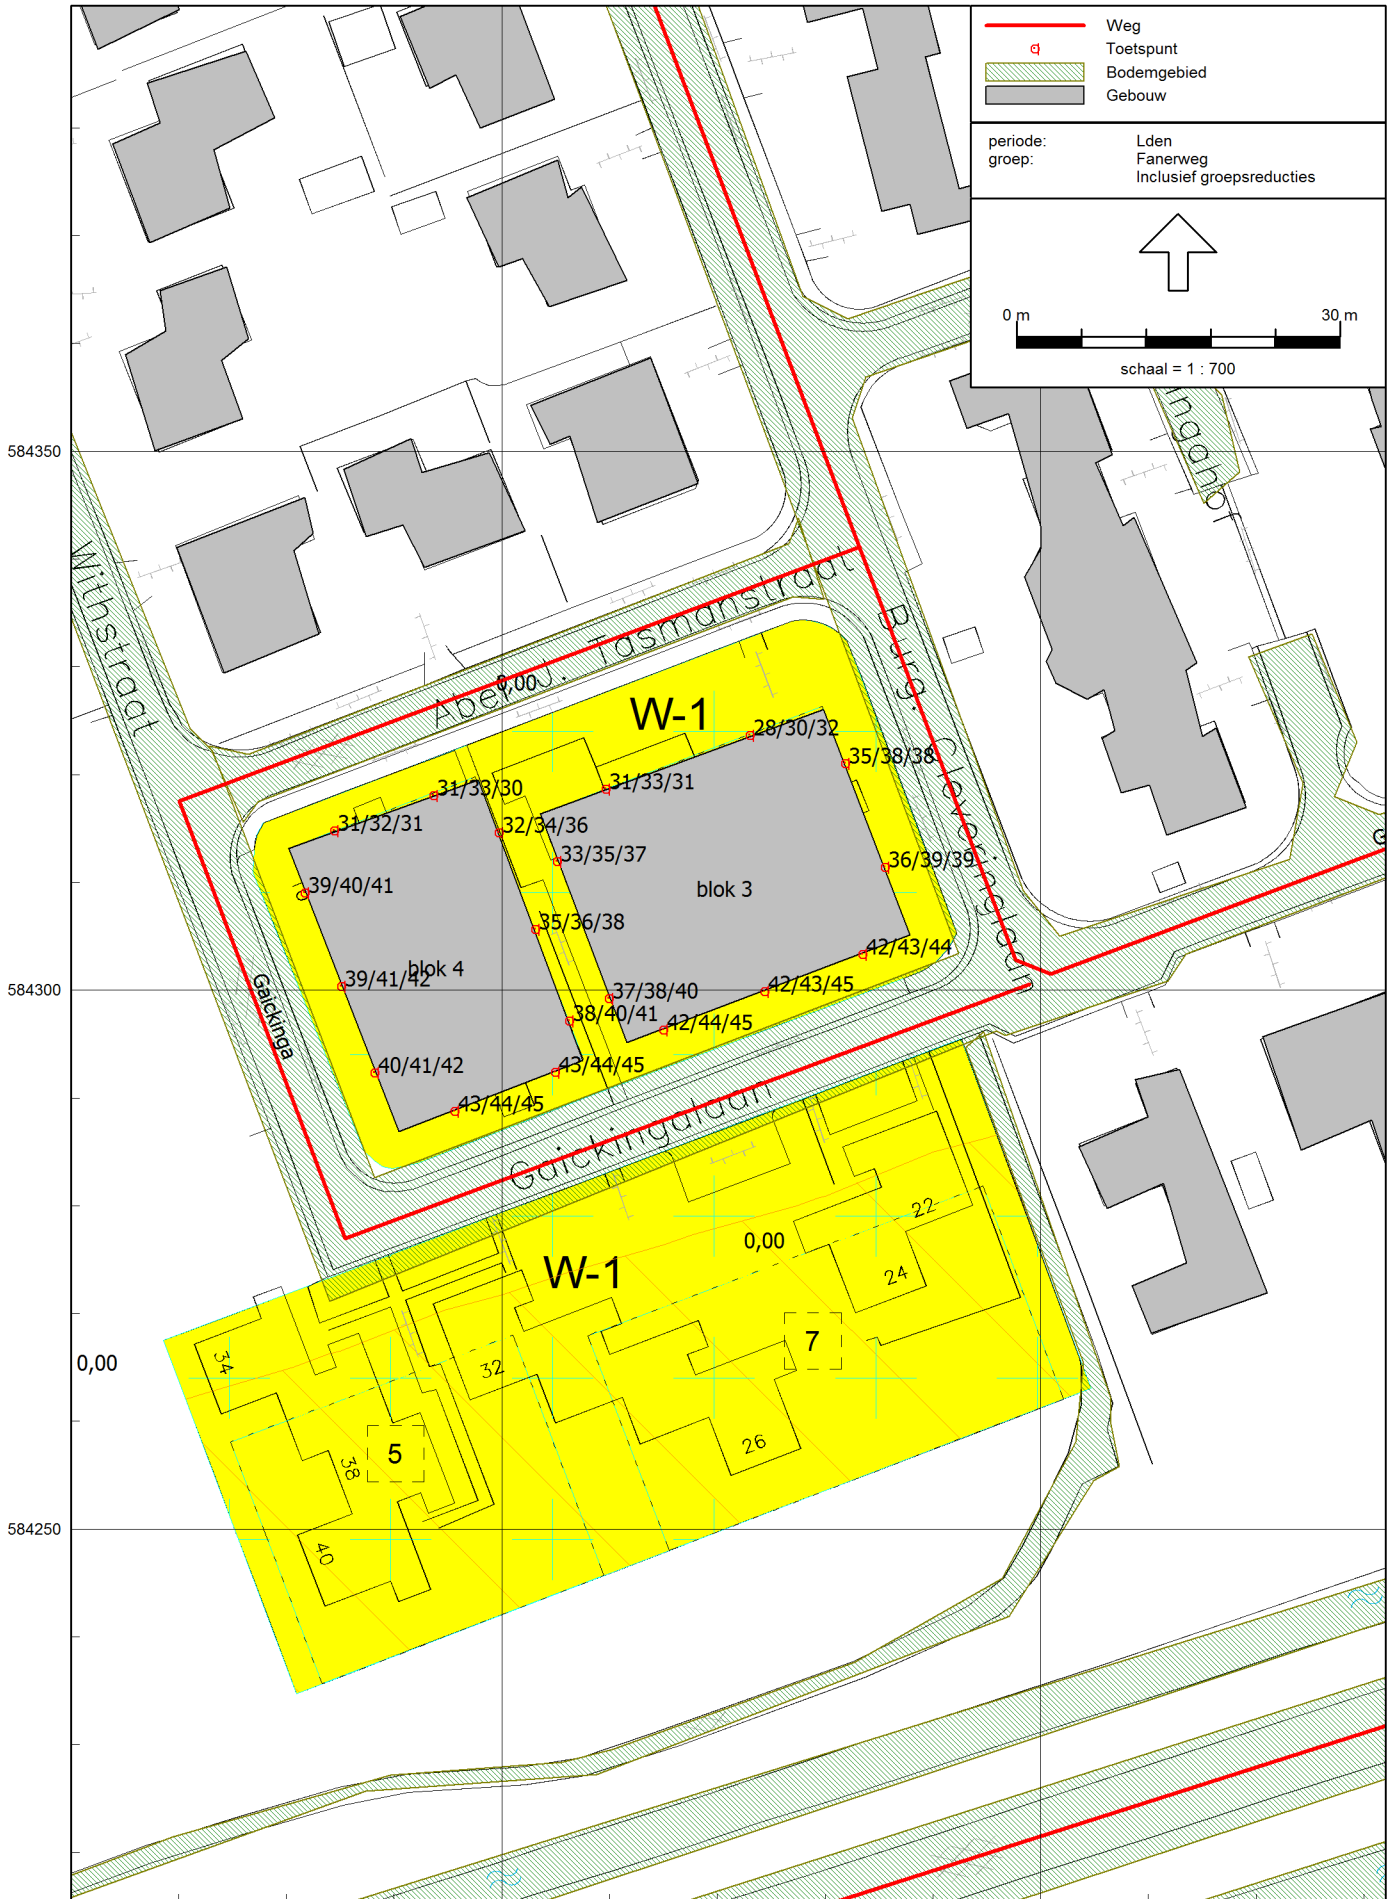 Weg
Toetspunt
Bodemgebied
Gebouw
periode: Lden
groep: Fanerweg
Inclusief groepsreducties
0 m 30 m
schaal = 1 : 700
584350
584300
584250
Withstraat
Abel J. Tasmanstraat
0,00
Burg. Cleveringlaan
W-1
28/30/32
35/38/38
31/33/30
31/33/31
31/32/31
32/34/36
33/35/37
36/39/39
39/40/41
blok 3
35/36/38
42/43/44
blok 4
39/41/42
37/38/40
42/43/45
38/40/41
42/44/45
Gaickinga
40/41/42
43/44/45
43/44/45
Gaickingalaan
22
0,00
W-1
24
7
34
0,00
32
26
5
38
40